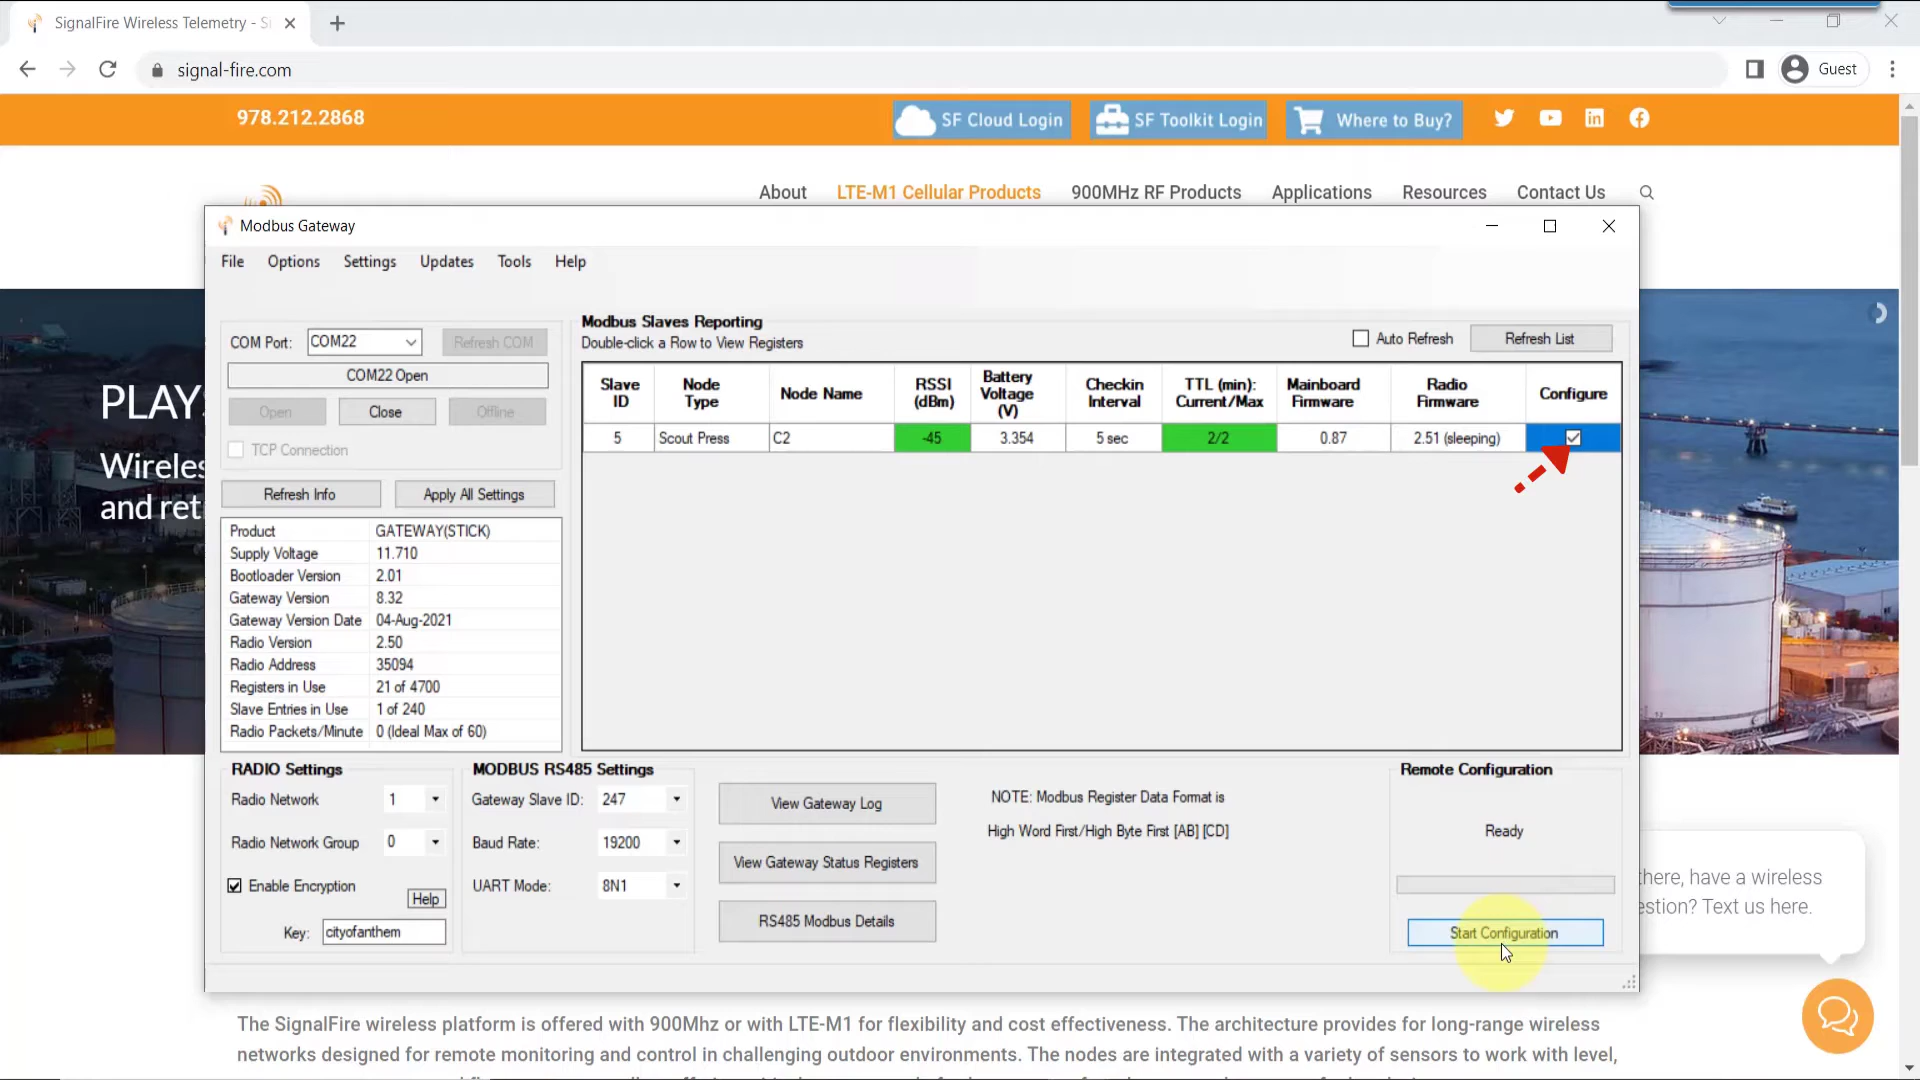 SignalFire Wireless Telemetry - S
signal-fire.com
Guest
978.212.2868
SF Cloud Login
SF Toolkit Login
Where to Buy?
About
LTE-M1 Cellular Products
900MHz RF Products
Applications
Resources
Contact Us
Modbus Gateway
File
Options
Settings
Updates
Tools
Help
COM Port:
COM22
Refresh COM
COM22 Open
Open
Close
Offline
TCP Connection
Refresh Info
Apply All Settings
Product GATEWAY(STICK)
Supply Voltage 11.710
Bootloader Version 2.01
Gateway Version 8.32
Gateway Version Date 04-Aug-2021
Radio Version 2.50
Radio Address 35094
Registers in Use 21 of 4700
Slave Entries in Use 1 of 240
Radio Packets/Minute 0 (Ideal Max of 60)
Modbus Slaves Reporting
Double-click a Row to View Registers
Auto Refresh
Refresh List
Slave ID
Node Type
Node Name
RSSI (dBm)
Battery Voltage (V)
Checkin Interval
TTL (min): Current/Max
Mainboard Firmware
Radio Firmware
Configure
5 Scout Press C2 -45 3.354 5 sec 2/2 0.87 2.51 (sleeping)
RADIO Settings
Radio Network 1
Radio Network Group 0
Enable Encryption
Help
Key: cityofanthem
MODBUS RS485 Settings
Gateway Slave ID: 247
Baud Rate: 19200
UART Mode: 8N1
View Gateway Log
View Gateway Status Registers
RS485 Modbus Details
NOTE: Modbus Register Data Format is
High Word First/High Byte First [AB] [CD]
Remote Configuration
Ready
Start Configuration
PLAY
Wireles
and ret
there, have a wireless
estion? Text us here.
The SignalFire wireless platform is offered with 900Mhz or with LTE-M1 for flexibility and cost effectiveness. The architecture provides for long-range wireless
networks designed for remote monitoring and control in challenging outdoor environments. The nodes are integrated with a variety of sensors to work with level,